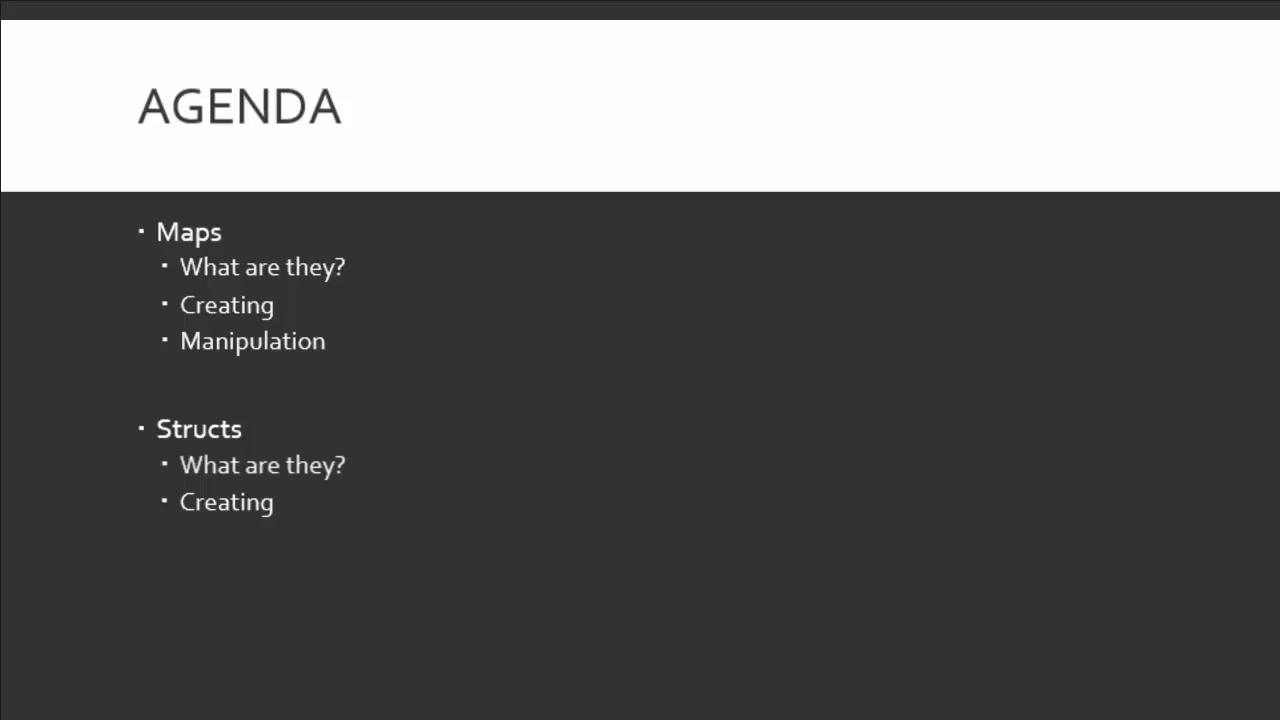 AGENDA
▪ Maps
▪ What are they?
▪ Creating
▪ Manipulation
▪ Structs
▪ What are they?
▪ Creating